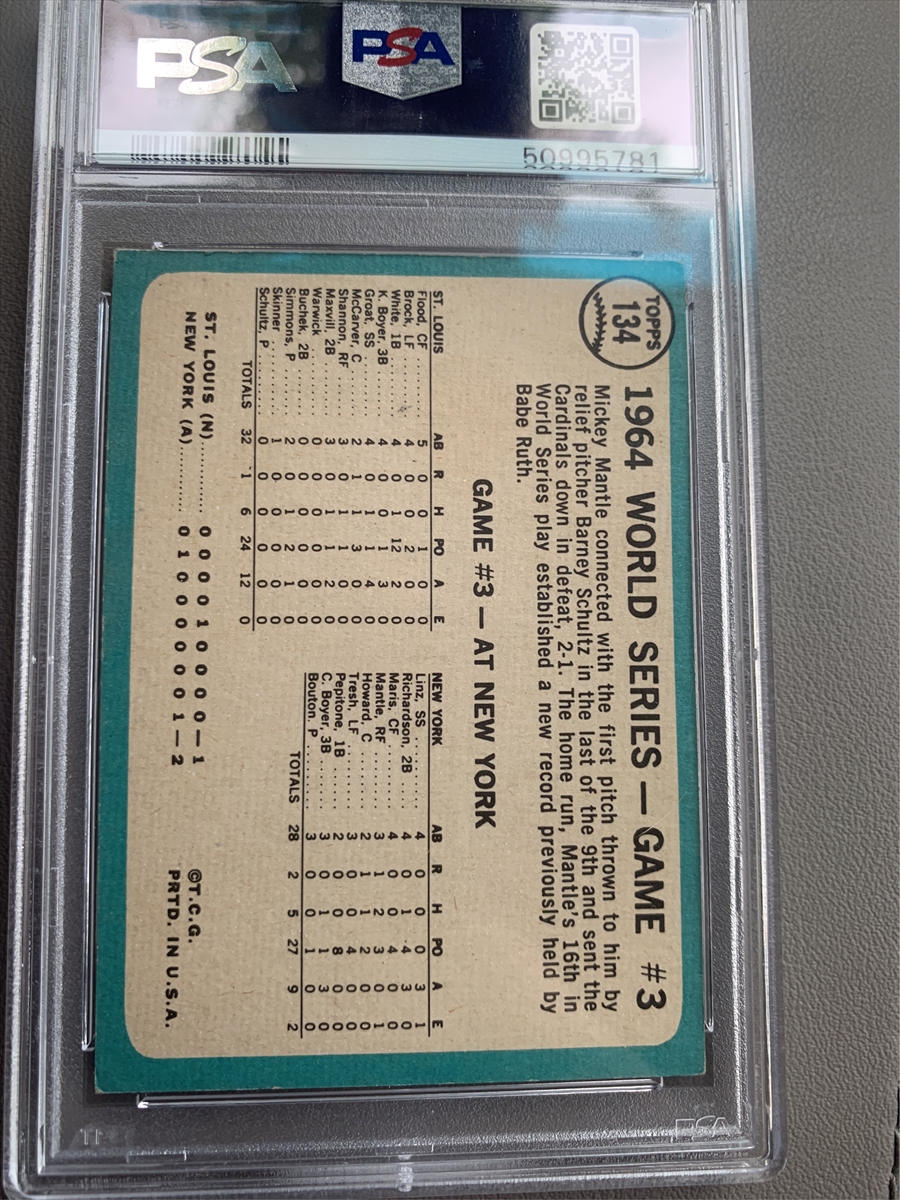 PSA
PSA
50995781
TOPPS
134
1964 WORLD SERIES — GAME #3
Mickey Mantle connected with the first pitch thrown to him by
relief pitcher Barney Schultz in the last of the 9th and sent the
Cardinals down in defeat, 2-1. The home run, Mantle's 16th in
World Series play established a new record previously held by
Babe Ruth.
GAME #3 — AT NEW YORK
ST. LOUIS AB R H PO A E
Flood, CF 5 0 0 1 0 0
Brock, LF 4 0 0 2 0 0
White, 1B 4 0 1 12 2 0
K. Boyer, 3B 4 0 0 1 3 0
Groat, SS 4 0 1 1 4 0
McCarver, C 2 1 1 3 0 0
Shannon, RF 3 0 1 1 0 0
Maxvill, 2B 3 0 1 1 2 0
Warwick 0 0 0 0 0 0
Buchek, 2B 0 0 0 0 0 0
Simmons, P 2 0 1 2 1 0
Skinner 1 0 0 0 0 0
Schultz, P 0 0 0 0 0 0
TOTALS 32 1 6 24 12 0
NEW YORK AB R H PO A E
Linz, SS 4 0 0 0 3 1
Richardson, 2B 4 0 1 4 3 0
Maris, CF 4 0 0 4 0 0
Mantle, RF 3 1 2 3 0 1
Howard, C 2 1 1 2 0 0
Tresh, LF 3 0 0 4 0 0
Pepitone, 1B 2 0 0 8 0 0
C. Boyer, 3B 3 0 1 1 3 0
Bouton, P 3 0 0 1 0 0
TOTALS 28 2 5 27 9 2
ST. LOUIS (N) 0 0 0 0 1 0 0 0 0 — 1
NEW YORK (A) 0 1 0 0 0 0 0 0 1 — 2
©T.C.G.
PRTD. IN U.S.A.
PSA